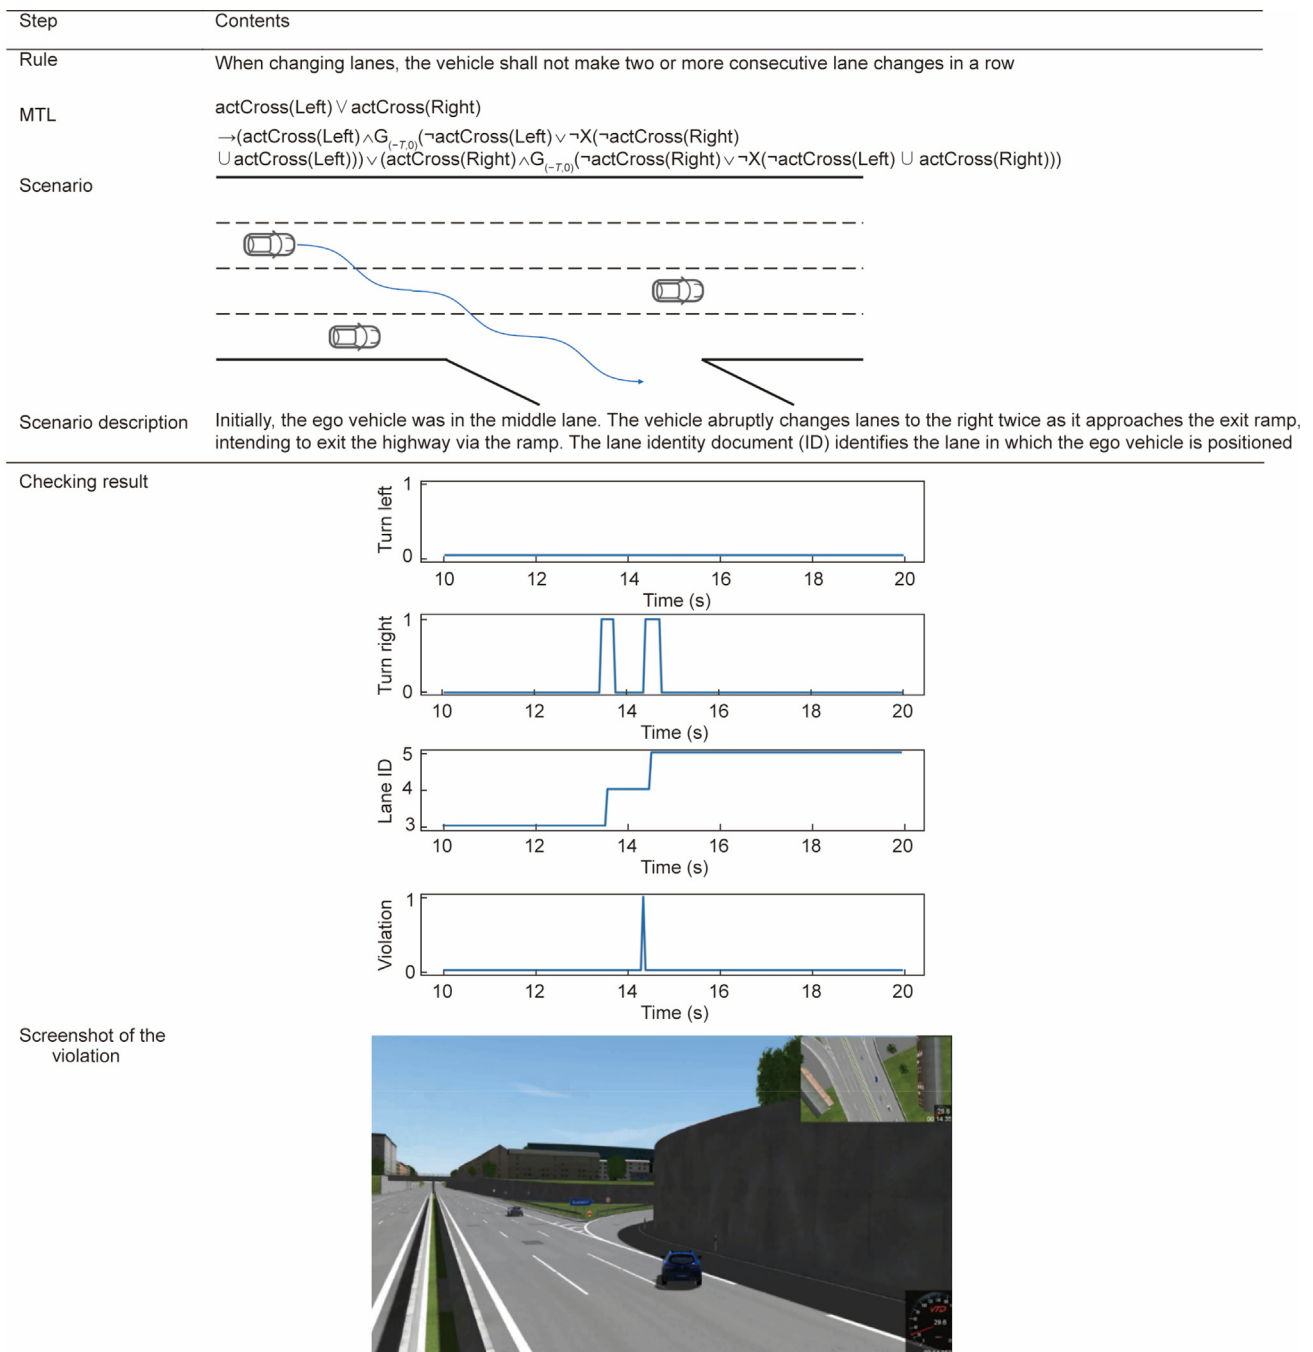 Step Contents
Rule When changing lanes, the vehicle shall not make two or more consecutive lane changes in a row
MTL actCross(Left) ∨ actCross(Right)
→(actCross(Left)∧G(−T,0)(¬actCross(Left)∨¬X(¬actCross(Right)
∪ actCross(Left)))∨(actCross(Right)∧G(−T,0)(¬actCross(Right)∨¬X(¬actCross(Left) ∪ actCross(Right)))
Scenario
Scenario description Initially, the ego vehicle was in the middle lane. The vehicle abruptly changes lanes to the right twice as it approaches the exit ramp,
intending to exit the highway via the ramp. The lane identity document (ID) identifies the lane in which the ego vehicle is positioned
Checking result
Turn left
1
0
10 12 14 16 18 20
Time (s)
Turn right
1
0
10 12 14 16 18 20
Time (s)
Lane ID
5
4
3
10 12 14 16 18 20
Time (s)
Violation
1
0
10 12 14 16 18 20
Time (s)
Screenshot of the
violation
VTD
29.6